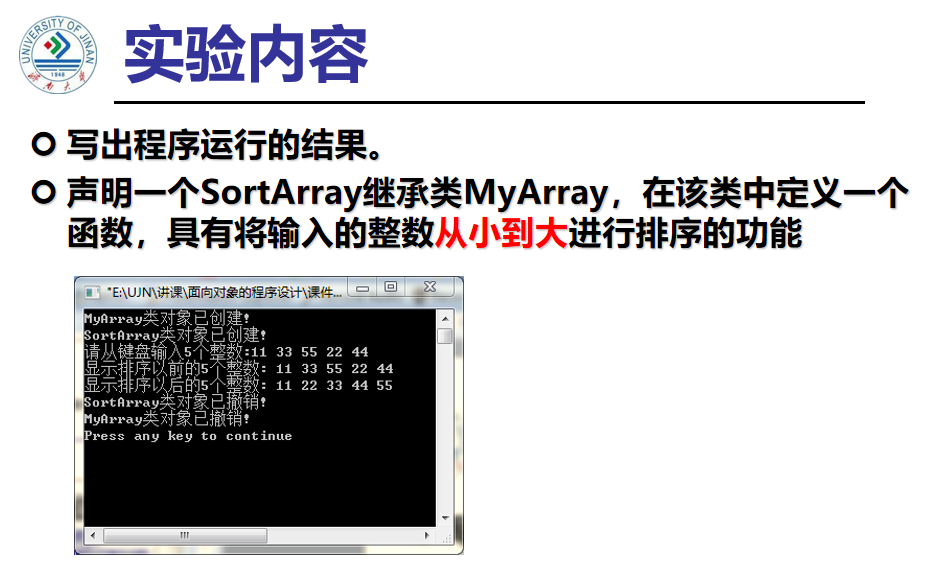 UNIVERSITY OF JINAN
1948
济南大学
实验内容
写出程序运行的结果。
声明一个SortArray继承类MyArray，在该类中定义一个
函数，具有将输入的整数从小到大进行排序的功能
"E:\UJN\讲课\面向对象的程序设计\课件...
MyArray类对象已创建!
SortArray类对象已创建!
请从键盘输入5个整数:11 33 55 22 44
显示排序以前的5个整数: 11 33 55 22 44
显示排序以后的5个整数: 11 22 33 44 55
SortArray类对象已撤销!
MyArray类对象已撤销!
Press any key to continue